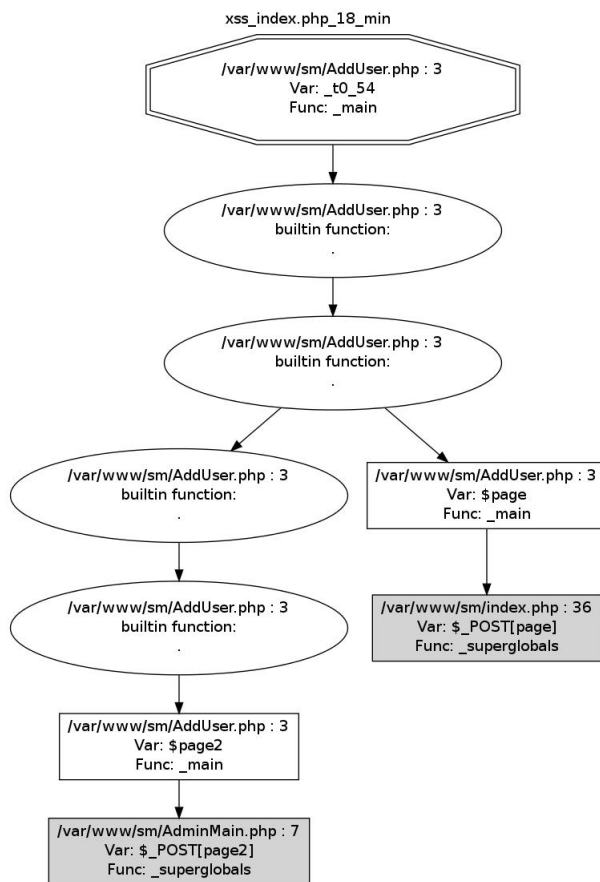 xss_index.php_18_min
/var/www/sm/AddUser.php : 3
Var: _t0_54
Func: _main
/var/www/sm/AddUser.php : 3
builtin function:
.
/var/www/sm/AddUser.php : 3
builtin function:
.
/var/www/sm/AddUser.php : 3
builtin function:
.
/var/www/sm/AddUser.php : 3
Var: $page
Func: _main
/var/www/sm/AddUser.php : 3
builtin function:
.
/var/www/sm/index.php : 36
Var: $_POST[page]
Func: _superglobals
/var/www/sm/AddUser.php : 3
Var: $page2
Func: _main
/var/www/sm/AdminMain.php : 7
Var: $_POST[page2]
Func: _superglobals